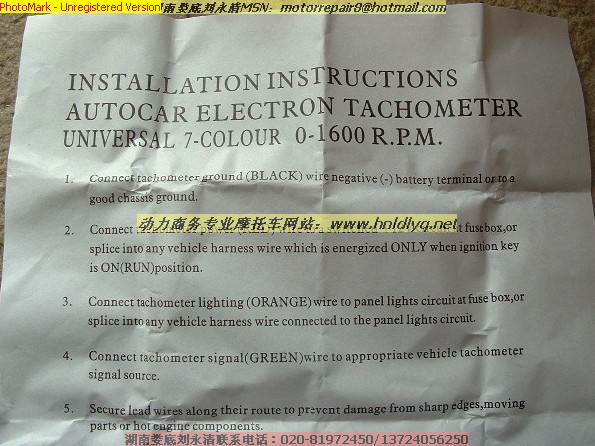 PhotoMark - Unregistered Version
南娄底刘永清MSN: motorrepair9@hotmail.com
INSTALLATION INSTRUCTIONS
AUTOCAR ELECTRON TACHOMETER
UNIVERSAL 7-COLOUR 0-1600 R.P.M.
1. Connect tachometer ground (BLACK) wire negative (-) battery terminal or to a
good chassis ground.
动力商务专业摩托车网站: www.hnldlyq.net
2. Connect t fusebox,or
splice into any vehicle harness wire which is energized ONLY when ignition key
is ON(RUN)position.
3. Connect tachometer lighting (ORANGE) wire to panel lights circuit at fuse box,or
splice into any vehicle harness wire connected to the panel lights circuit.
4. Connect tachometer signal(GREEN)wire to appropriate vehicle tachometer
signal source.
5. Secure lead wires along their route to prevent damage from sharp edges,moving
parts or hot engine components.
湖南娄底刘永清联系电话：020-81972450/13724056250